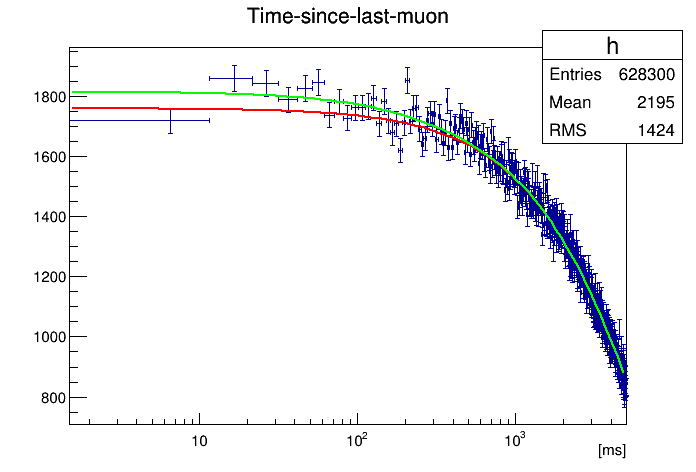 Time-since-last-muon
h
Entries 628300
Mean 2195
RMS 1424
1800
1600
1400
1200
1000
800
10
10²
10³
[ms]